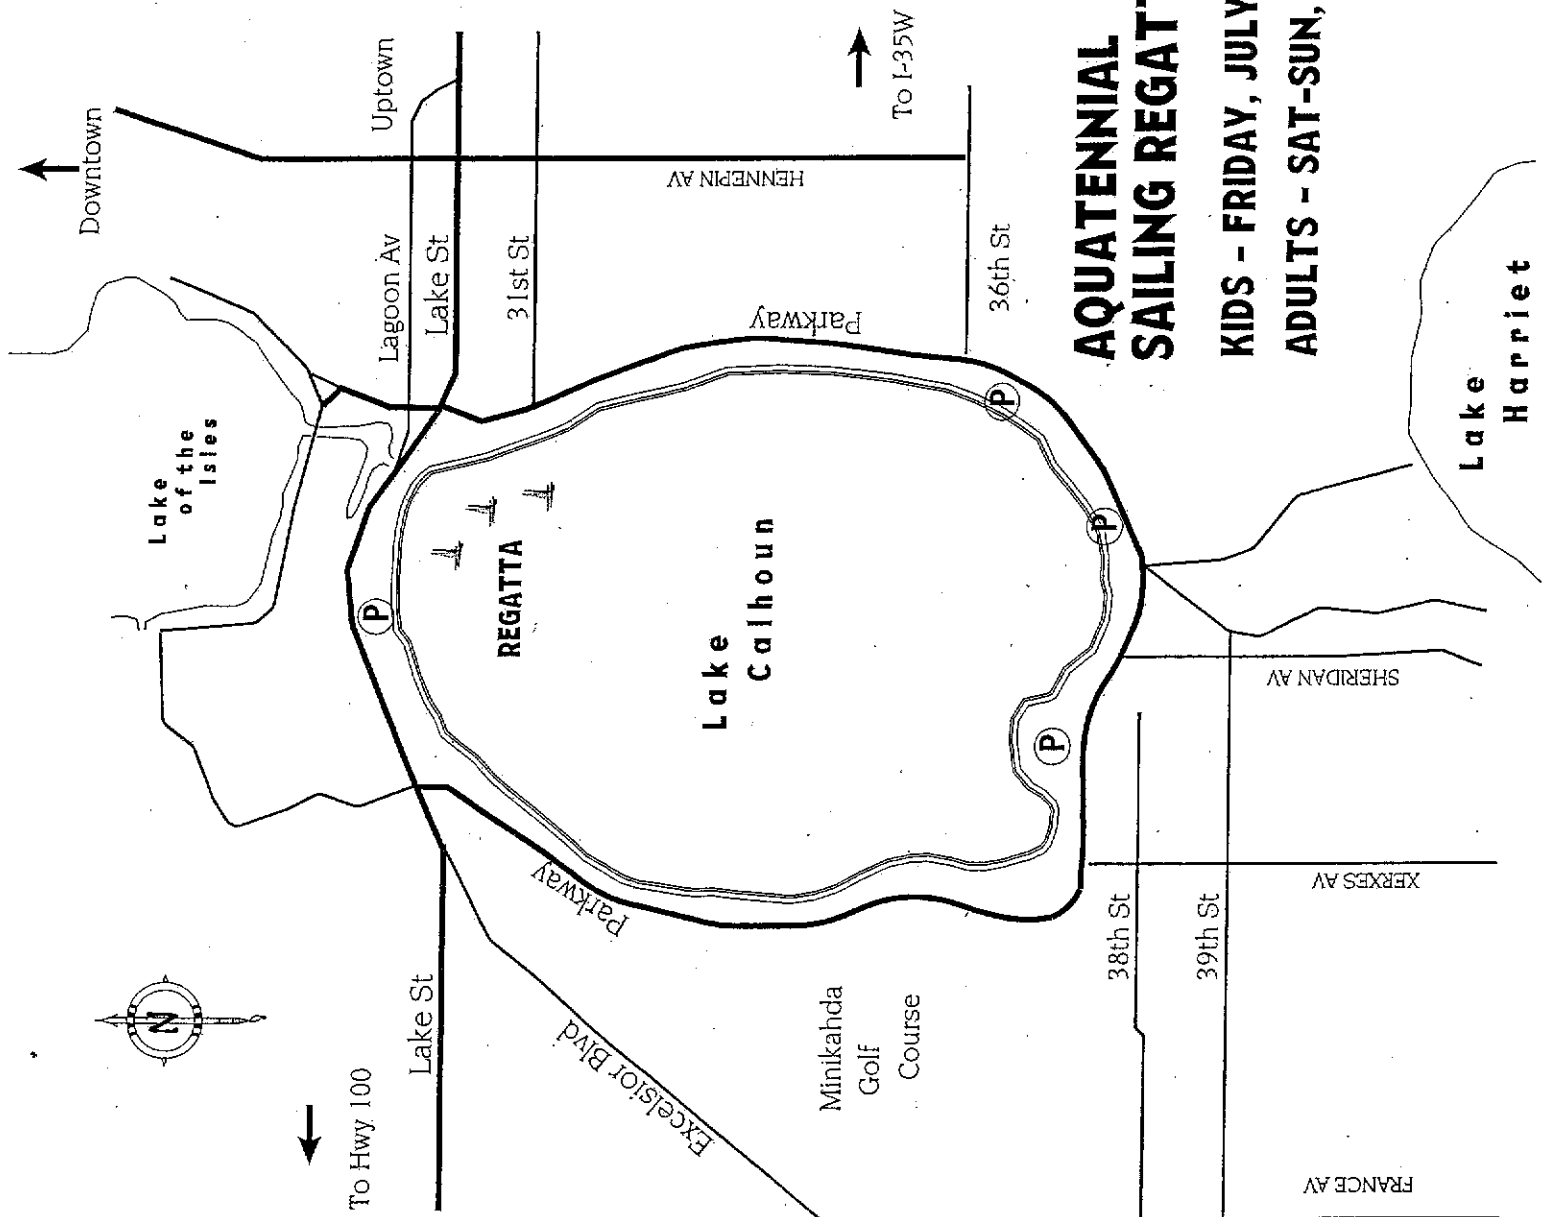 Downtown
Uptown
To I-35W
Lake
of the
Isles
Lagoon Av
Lake St
31st St
HENNEPIN AV
36th St
Parkway
AQUATENNIAL
SAILING REGAT
KIDS - FRIDAY, JULY
ADULTS - SAT-SUN,
P
REGATTA
Lake
Calhoun
P
P
P
Lake
Harriet
N
To Hwy 100
Lake St
Parkway
Excelsior Blvd
Minikahda
Golf
Course
38th St
39th St
SHERIDAN AV
XERXES AV
FRANCE AV